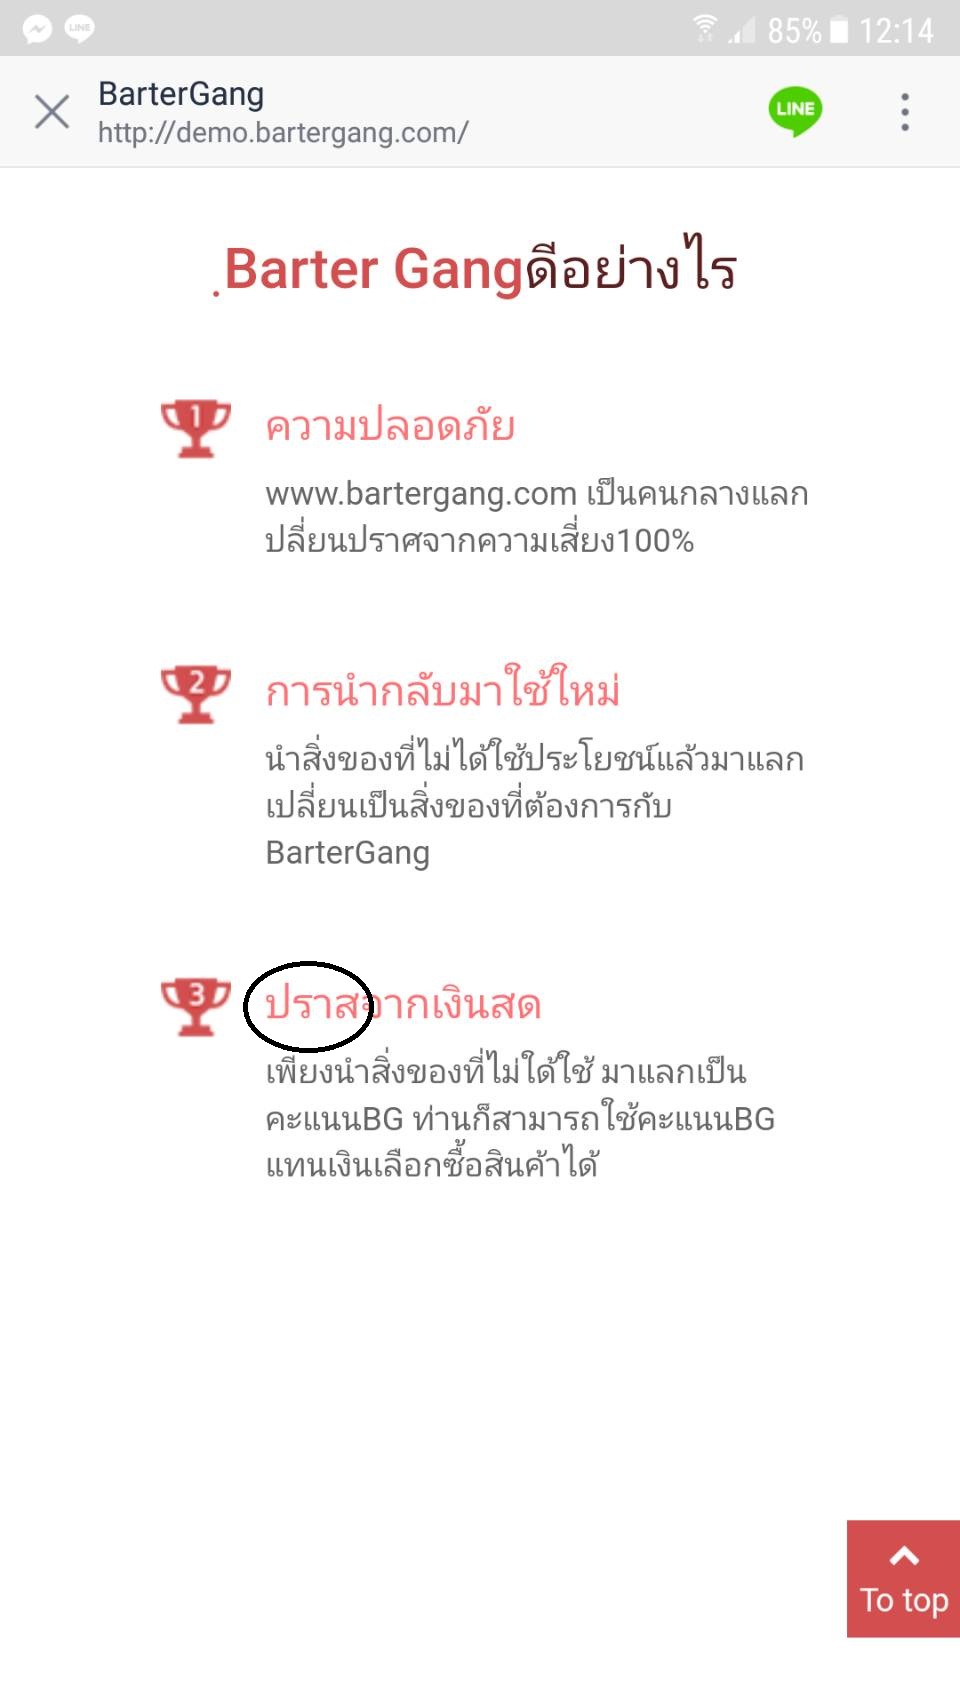 LINE 85% 12:14
BarterGang
http://demo.bartergang.com/
LINE
ฺBarter Gangดีอย่างไร
1 ความปลอดภัย
www.bartergang.com เป็นคนกลางแลก
ปลี่ยนปราศจากความเสี่ยง100%
2 การนำกลับมาใช้ใหม่
นำสิ่งของที่ไม่ได้ใช้ประโยชน์แล้วมาแลก
เปลี่ยนเป็นสิ่งของที่ต้องการกับ
BarterGang
3 ปราสจากเงินสด
เพียงนำสิ่งของที่ไม่ใด้ใช้ มาแลกเป็น
คะแนนBG ท่านก็สามารถใช้คะแนนBG
แทนเงินเลือกซื้อสินค้าได้
To top